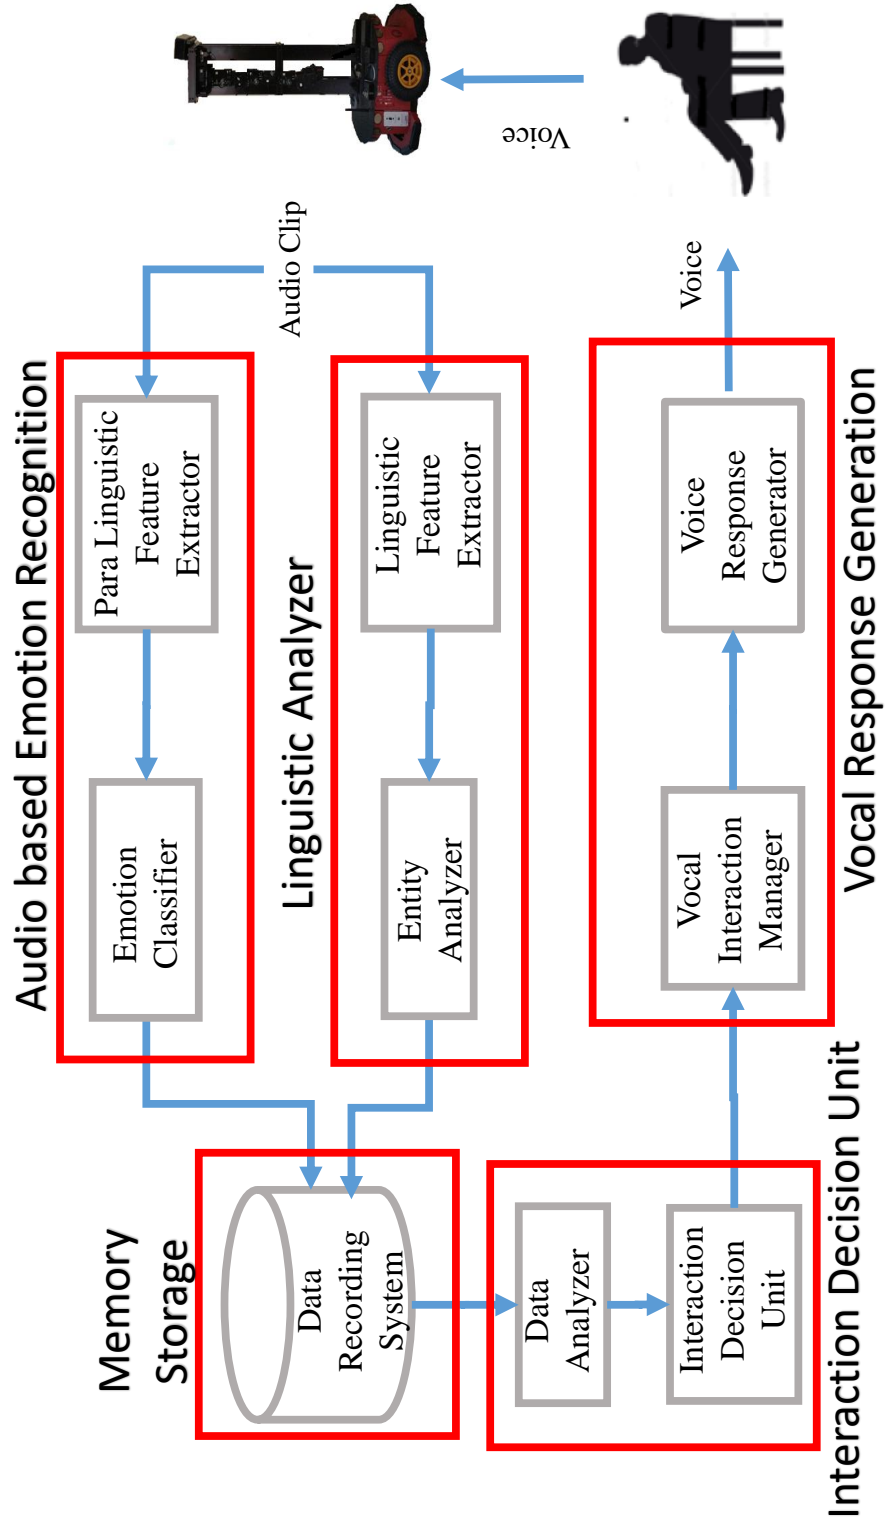 Audio based Emotion Recognition
Para Linguistic
Feature
Extractor
Emotion
Classifier
Audio Clip
Voice
Linguistic Analyzer
Linguistic
Feature
Extractor
Entity
Analyzer
Memory
Storage
Data
Recording
System
Data
Analyzer
Interaction
Decision
Unit
Interaction Decision Unit
Vocal
Interaction
Manager
Voice
Response
Generator
Voice
Vocal Response Generation